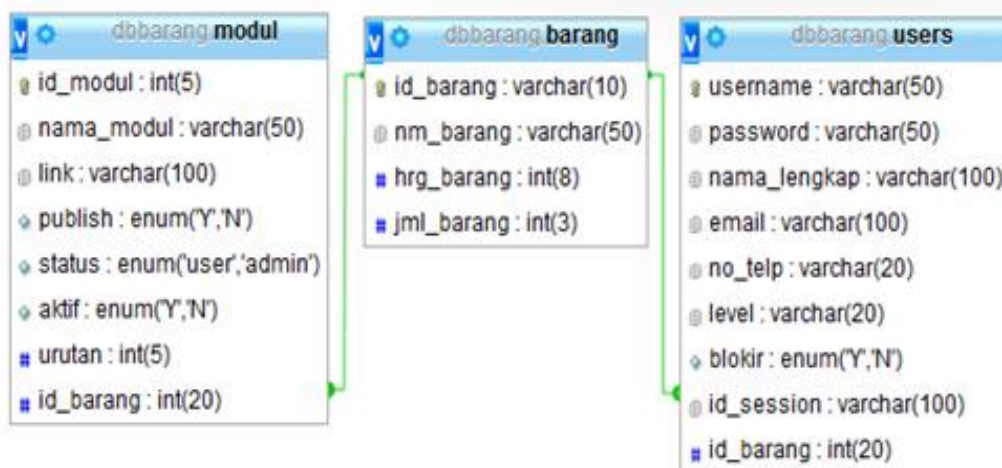 dbbarang.modul
id_modul : int(5)
nama_modul : varchar(50)
link : varchar(100)
publish : enum('Y','N')
status : enum('user','admin')
aktif : enum('Y','N')
# urutan : int(5)
# id_barang : int(20)
dbbarang.barang
id_barang : varchar(10)
nm_barang : varchar(50)
# hrg_barang : int(8)
# jml_barang : int(3)
dbbarang.users
username : varchar(50)
password : varchar(50)
nama_lengkap : varchar(100)
email : varchar(100)
no_telp : varchar(20)
level : varchar(20)
blokir : enum('Y','N')
id_session : varchar(100)
# id_barang : int(20)